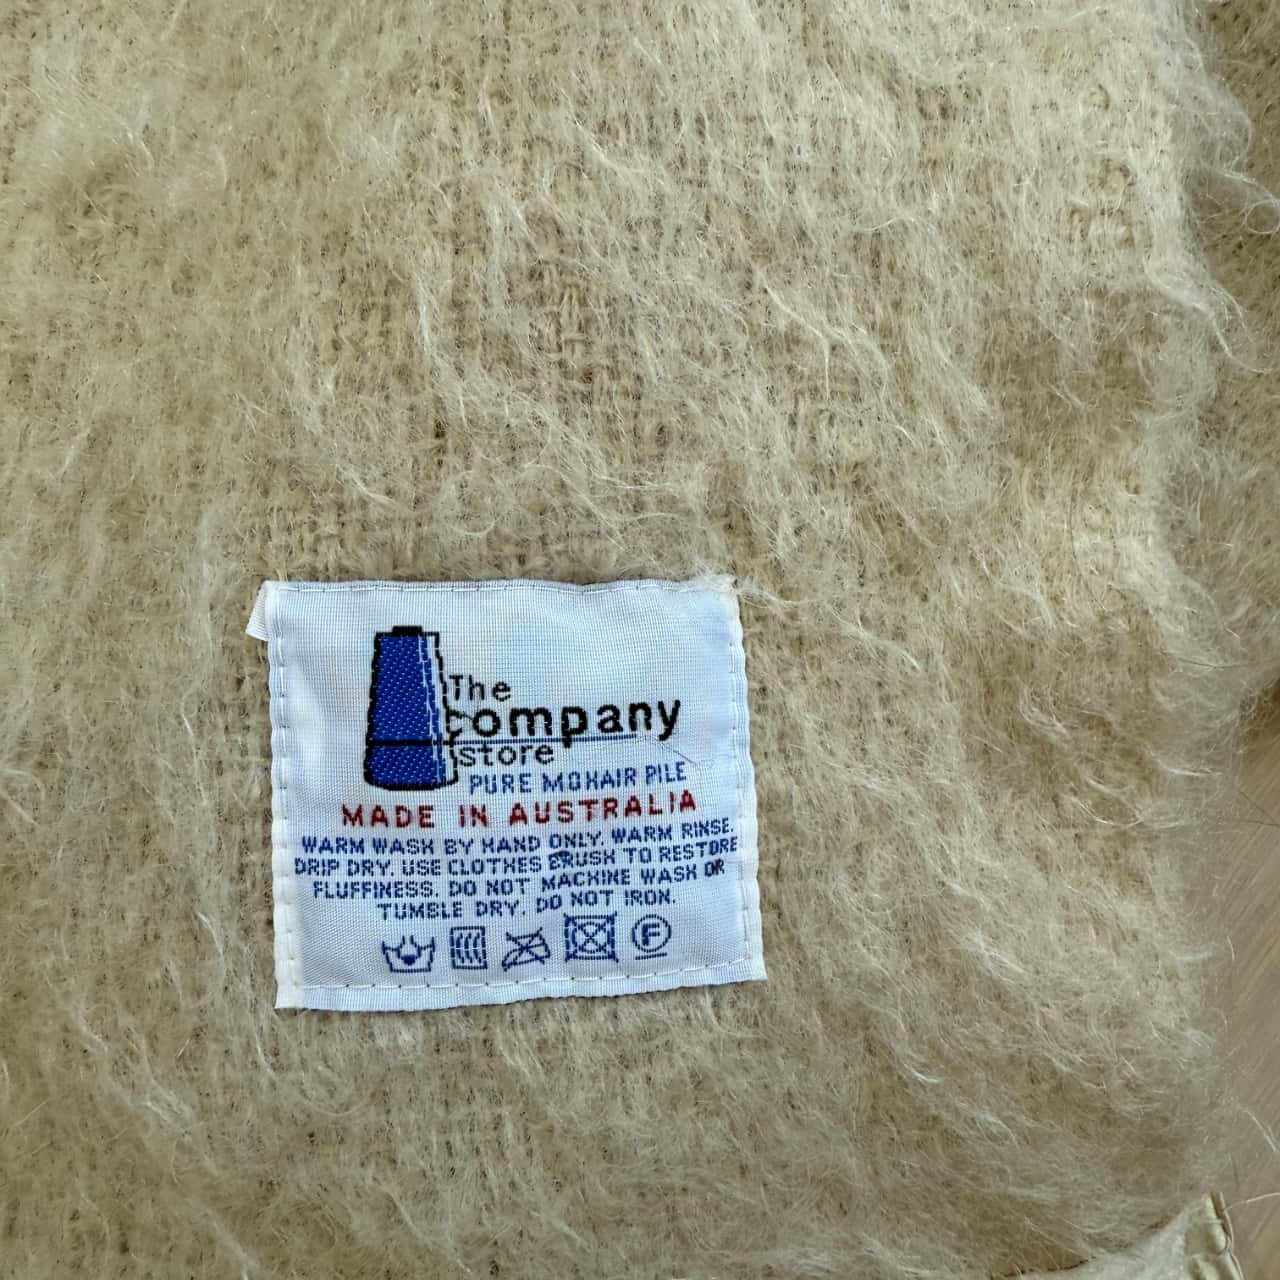 The
company
store
PURE MOHAIR PILE
MADE IN AUSTRALIA
WARM WASH BY HAND ONLY. WARM RINSE.
DRIP DRY. USE CLOTHES BRUSH TO RESTORE
FLUFFINESS. DO NOT MACHINE WASH OR
TUMBLE DRY. DO NOT IRON.
F